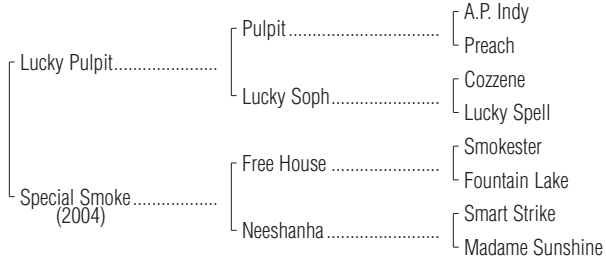 A.P. Indy
Pulpit..........................................
Preach
Lucky Pulpit.......................
Cozzene
Lucky Soph.............................
Lucky Spell
Smokester
Free House .............................
Fountain Lake
Special Smoke..................
(2004)
Smart Strike
Neeshanha ..............................
Madame Sunshine